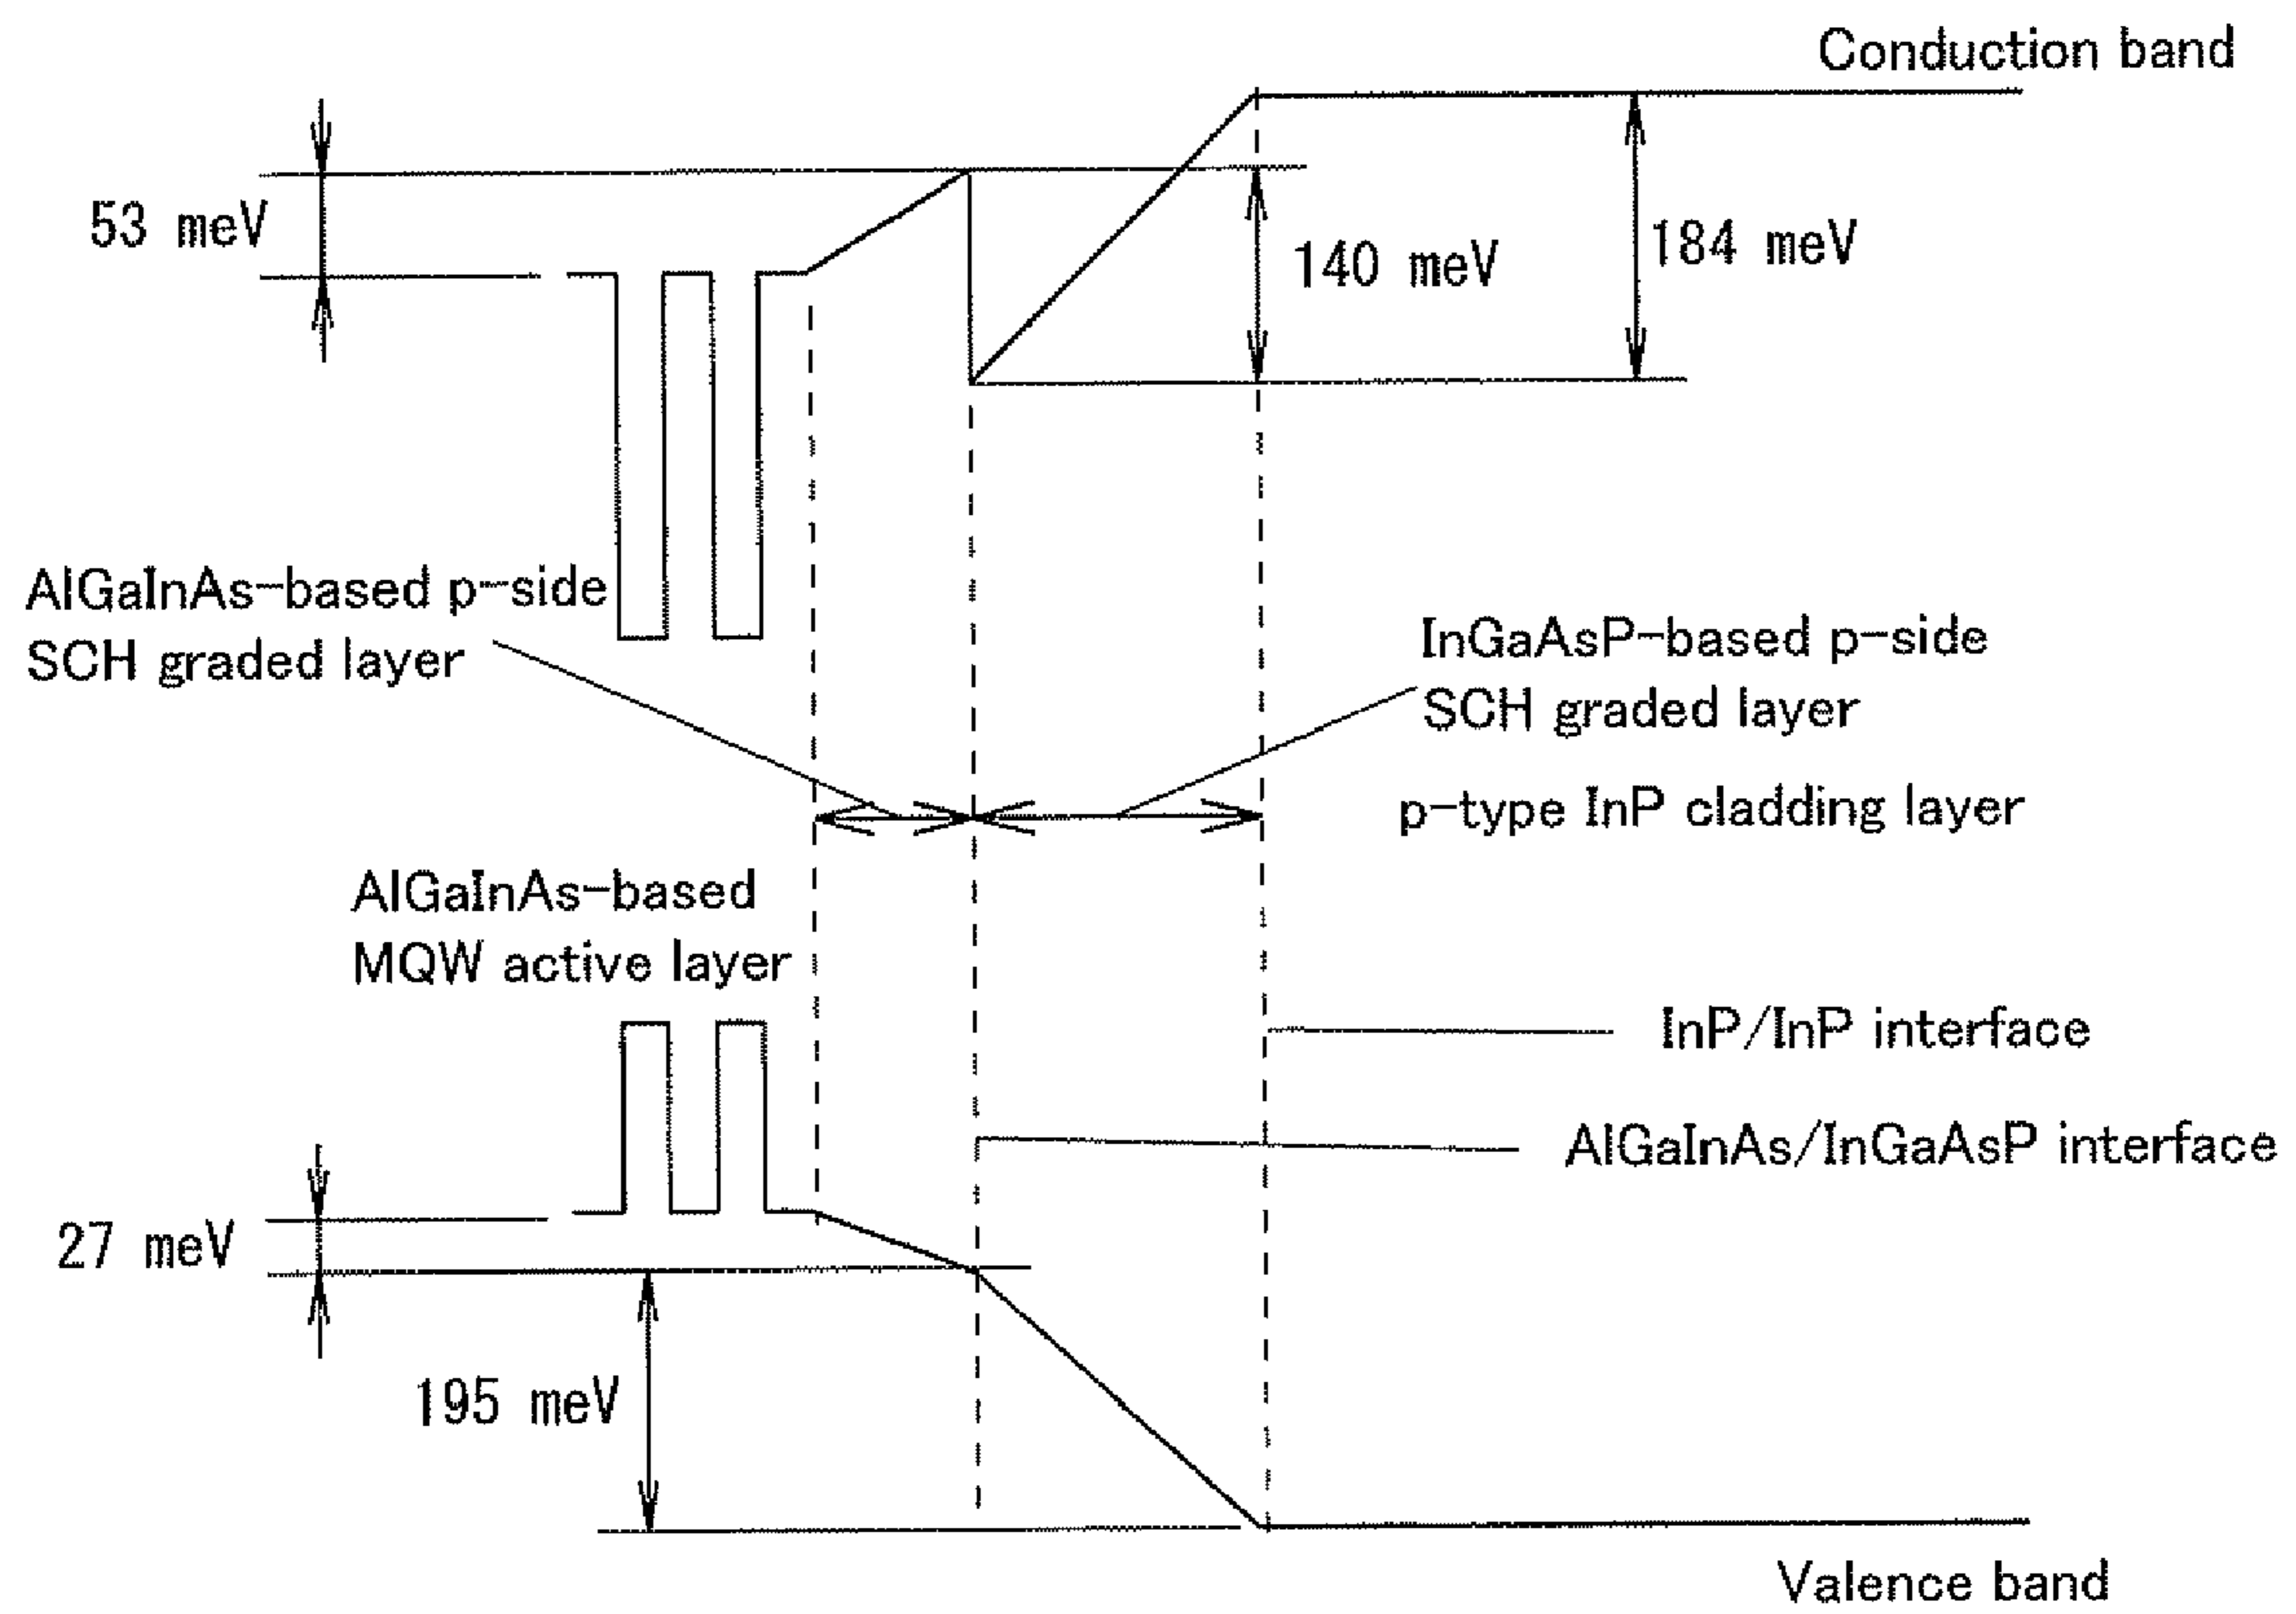 Conduction band
53 meV
140 meV
184 meV
AlGaInAs-based p-side
SCH graded layer
InGaAsP-based p-side
SCH graded layer
p-type InP cladding layer
AlGaInAs-based
MQW active layer
InP/InP interface
AlGaInAs/InGaAsP interface
27 meV
195 meV
Valence band